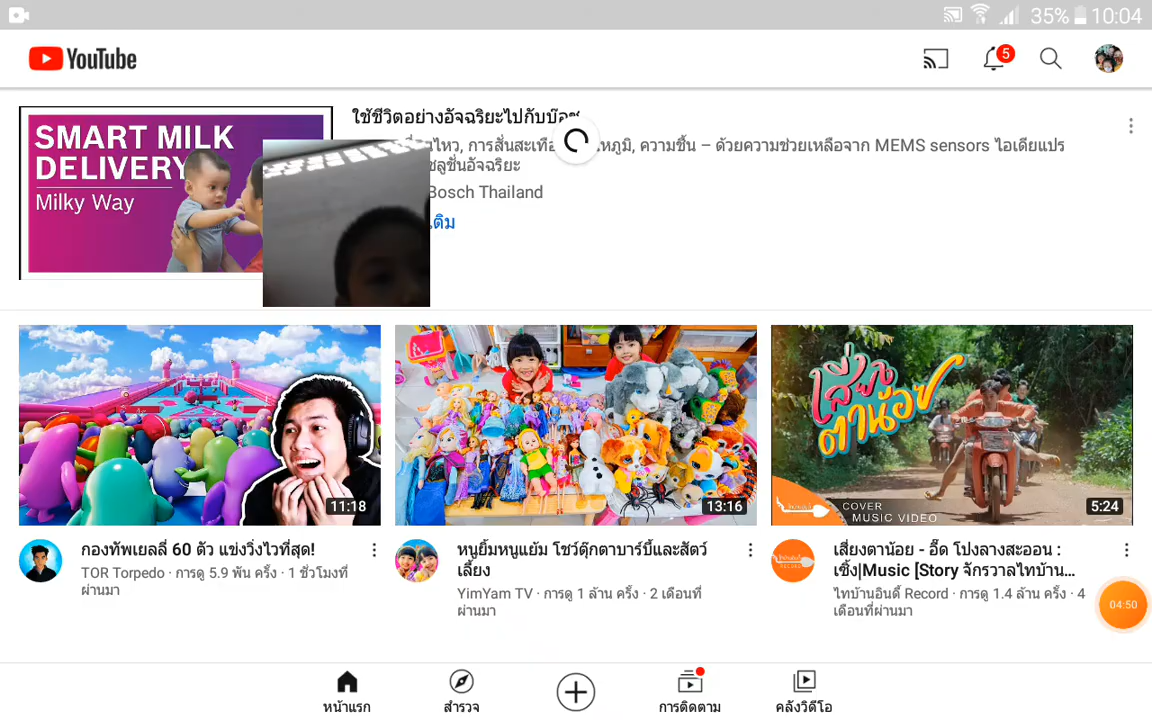 35% 10:04
YouTube
5
SMART MILK
DELIVERY
Milky Way
ใช้ชีวิตอย่างอัจฉริยะไปกับบ๊อช
การสั่นสะเทือ
ความชื้น – ด้วยความช่วยเหลือจาก MEMS sensors ไอเดียแปร
Bosch Thailand
11:18
13:16
เสี่ยวตาน้อย
COVER
MUSIC VIDEO
5:24
กองทัพเยลลี่ 60 ตัว แข่งวิ่งไวที่สุด!
TOR Torpedo · การดู 5.9 พัน ครั้ง · 1 ชั่วโมงที่
ผ่านมา
หนูยิ้มหนูแย้ม โชว์ตุ๊กตาบาร์บี้และสัตว์
เลี้ยง
YimYam TV · การดู 1 ล้าน ครั้ง · 2 เดือนที่
ผ่านมา
เสี่ยงตาน้อย - อี๊ด โปงลางสะออน :
เซิ้ง|Music [Story จักรวาลไทบ้าน...
ไทบ้านอินดี้ Record · การดู 1.4 ล้าน ครั้ง · 4
เดือนที่ผ่านมา
04:50
หน้าแรก
สำรวจ
การติดตาม
คลังวิดีโอ